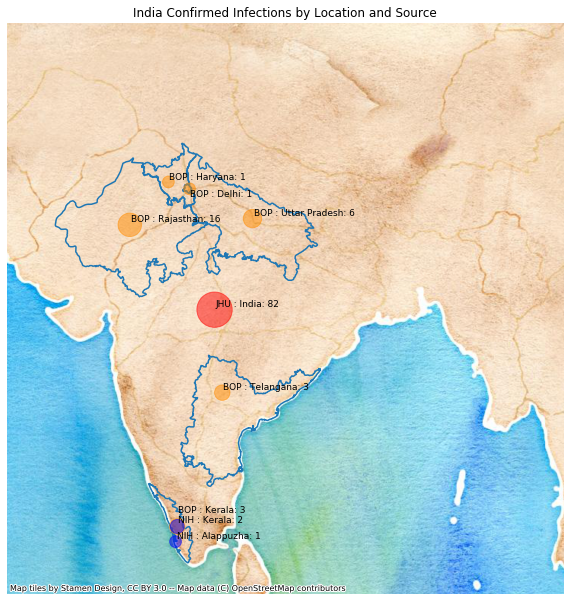 India Confirmed Infections by Location and Source
BOP : Haryana: 1
BOP : Delhi: 1
BOP : Rajasthan: 16
BOP : Uttar Pradesh: 6
JHU : India: 82
BOP : Telangana: 3
BOP : Kerala: 3
NIH : Kerala: 2
NIH : Alappuzha: 1
Map tiles by Stamen Design, CC BY 3.0 -- Map data (C) OpenStreetMap contributors